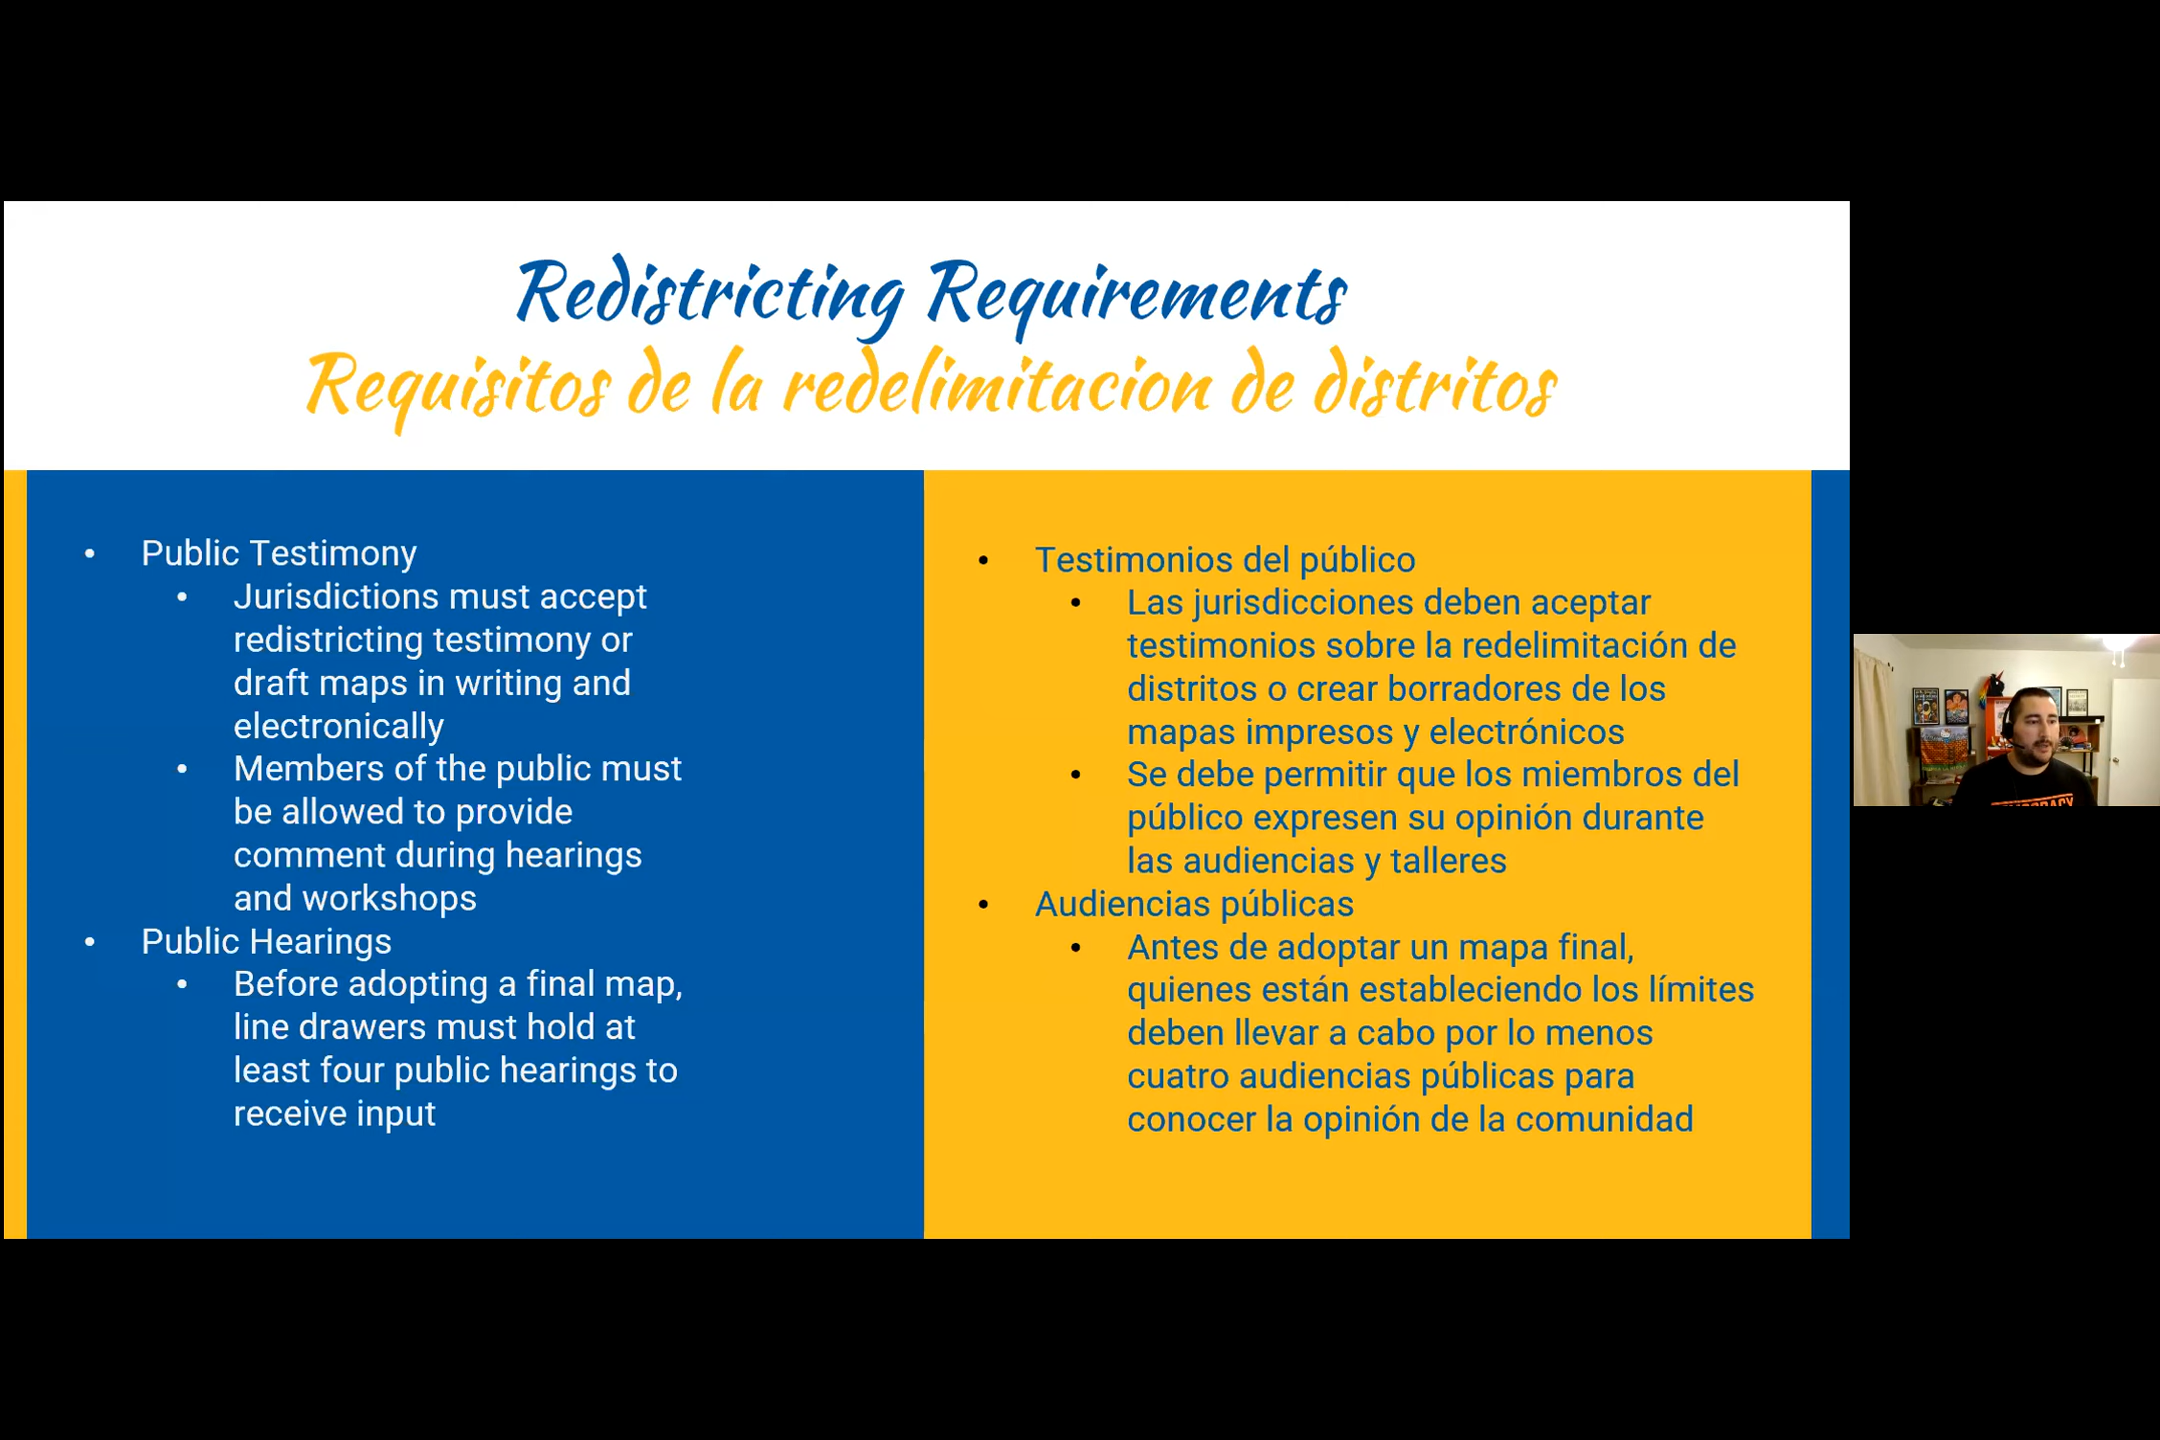 Redistricting Requirements
Requisitos de la redelimitacion de distritos
• Public Testimony
• Jurisdictions must accept
redistricting testimony or
draft maps in writing and
electronically
• Members of the public must
be allowed to provide
comment during hearings
and workshops
• Public Hearings
• Before adopting a final map,
line drawers must hold at
least four public hearings to
receive input
• Testimonios del público
• Las jurisdicciones deben aceptar
testimonios sobre la redelimitación de
distritos o crear borradores de los
mapas impresos y electrónicos
• Se debe permitir que los miembros del
público expresen su opinión durante
las audiencias y talleres
• Audiencias públicas
• Antes de adoptar un mapa final,
quienes están estableciendo los límites
deben llevar a cabo por lo menos
cuatro audiencias públicas para
conocer la opinión de la comunidad